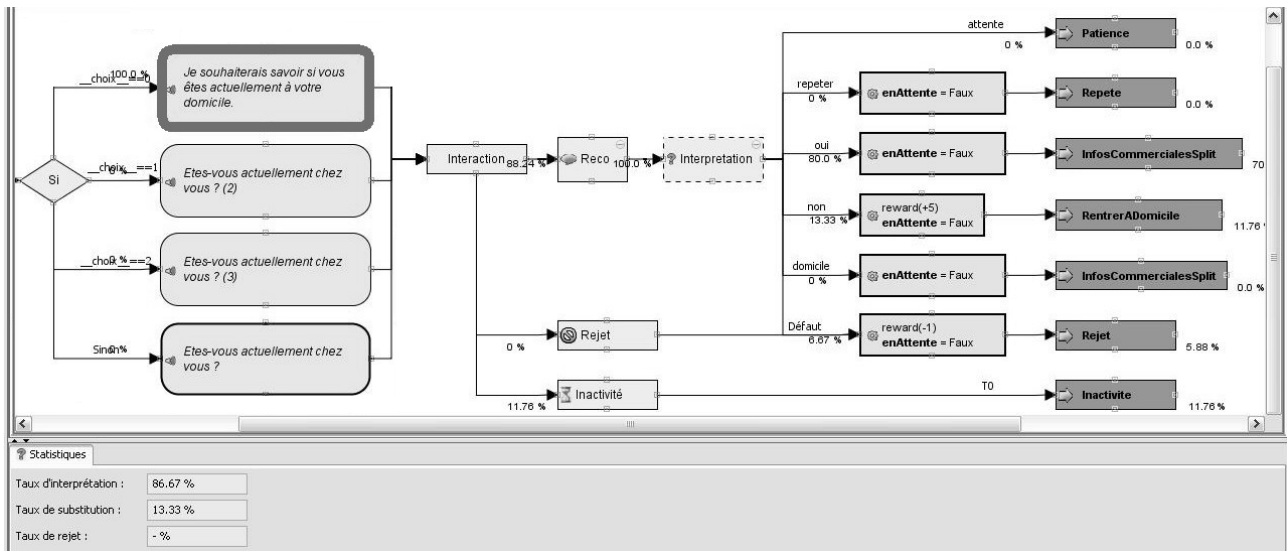 attente
0 %
Patience
0.0 %
100.0 %
__choix__==0
Je souhaiterais savoir si vous
êtes actuellement à votre
domicile.
repeter
0 %
enAttente = Faux
Repete
0.0 %
Si
__choix__==1
0 %
Etes-vous actuellement chez
vous ? (2)
Interaction
88.24 %
Reco
100.0 %
Interpretation
oui
80.0 %
enAttente = Faux
InfosCommercialesSplit
70
non
13.33 %
reward(+5)
enAttente = Faux
RentrerADomicile
11.76 %
__choix__==2
0 %
Etes-vous actuellement chez
vous ? (3)
domicile
0 %
enAttente = Faux
InfosCommercialesSplit
0.0 %
Sinon
0 %
Etes-vous actuellement chez
vous ?
0 %
Rejet
Défaut
6.67 %
reward(-1)
enAttente = Faux
Rejet
5.88 %
11.76 %
Inactivité
T0
Inactivite
11.76 %
Statistiques
Taux d'interprétation :
86.67 %
Taux de substitution :
13.33 %
Taux de rejet :
- %